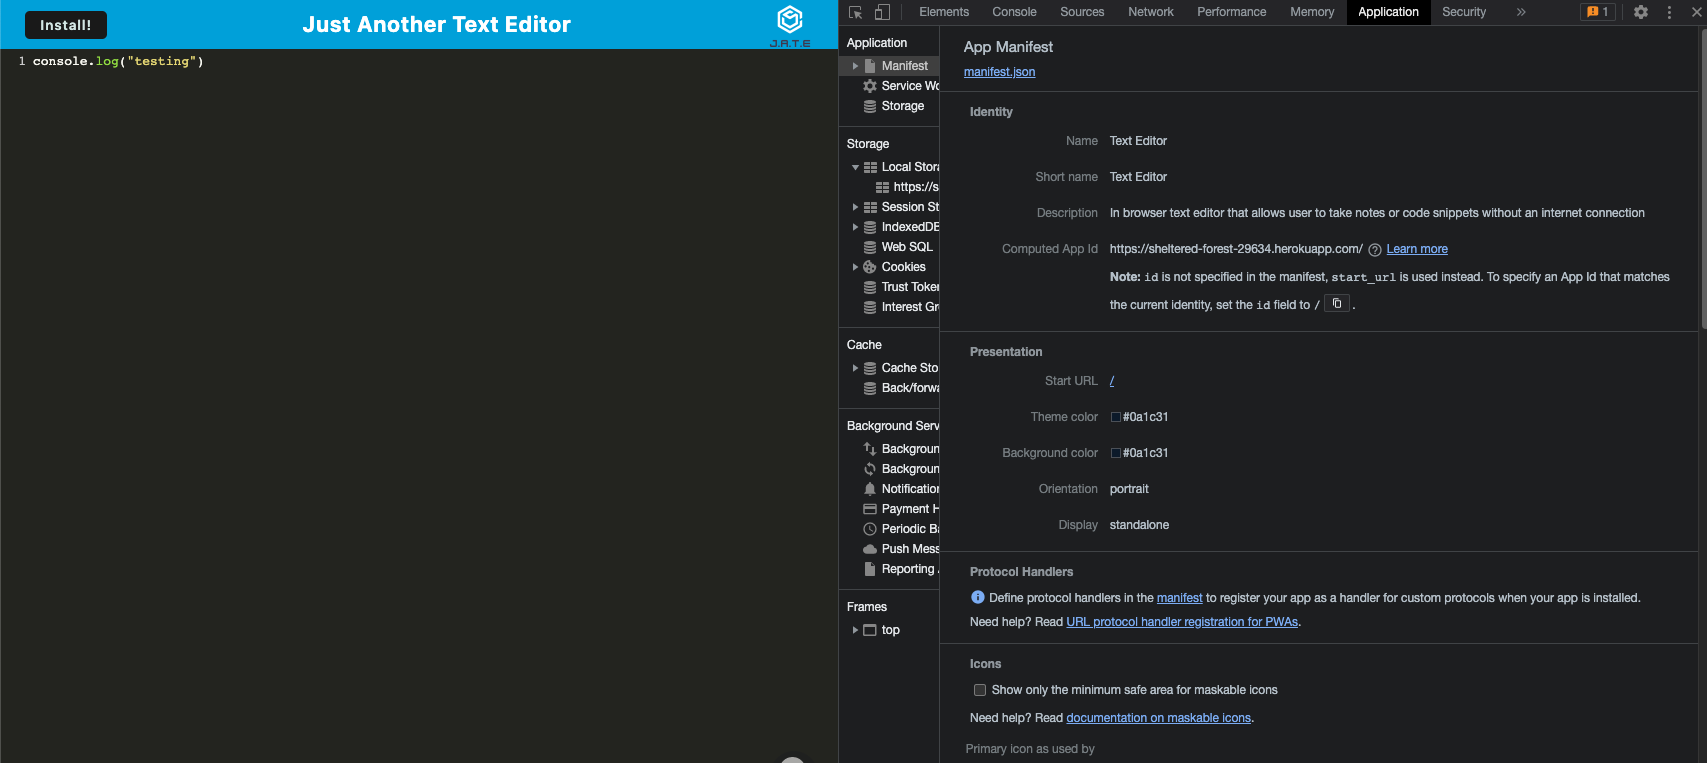 Install!
Just Another Text Editor
J.A.T.E
1 console.log("testing")
Elements Console Sources Network Performance Memory Application Security » 1
Application
Manifest
Service Wo
Storage
Storage
Local Stora
https://s
Session St
IndexedDB
Web SQL
Cookies
Trust Token
Interest Gr
Cache
Cache Sto
Back/forwa
Background Serv
Backgroun
Backgroun
Notification
Payment H
Periodic Ba
Push Mess
Reporting A
Frames
top
App Manifest
manifest.json
Identity
Name Text Editor
Short name Text Editor
Description In browser text editor that allows user to take notes or code snippets without an internet connection
Computed App Id https://sheltered-forest-29634.herokuapp.com/ ? Learn more
Note: id is not specified in the manifest, start_url is used instead. To specify an App Id that matches
the current identity, set the id field to / .
Presentation
Start URL /
Theme color #0a1c31
Background color #0a1c31
Orientation portrait
Display standalone
Protocol Handlers
Define protocol handlers in the manifest to register your app as a handler for custom protocols when your app is installed.
Need help? Read URL protocol handler registration for PWAs.
Icons
Show only the minimum safe area for maskable icons
Need help? Read documentation on maskable icons.
Primary icon as used by